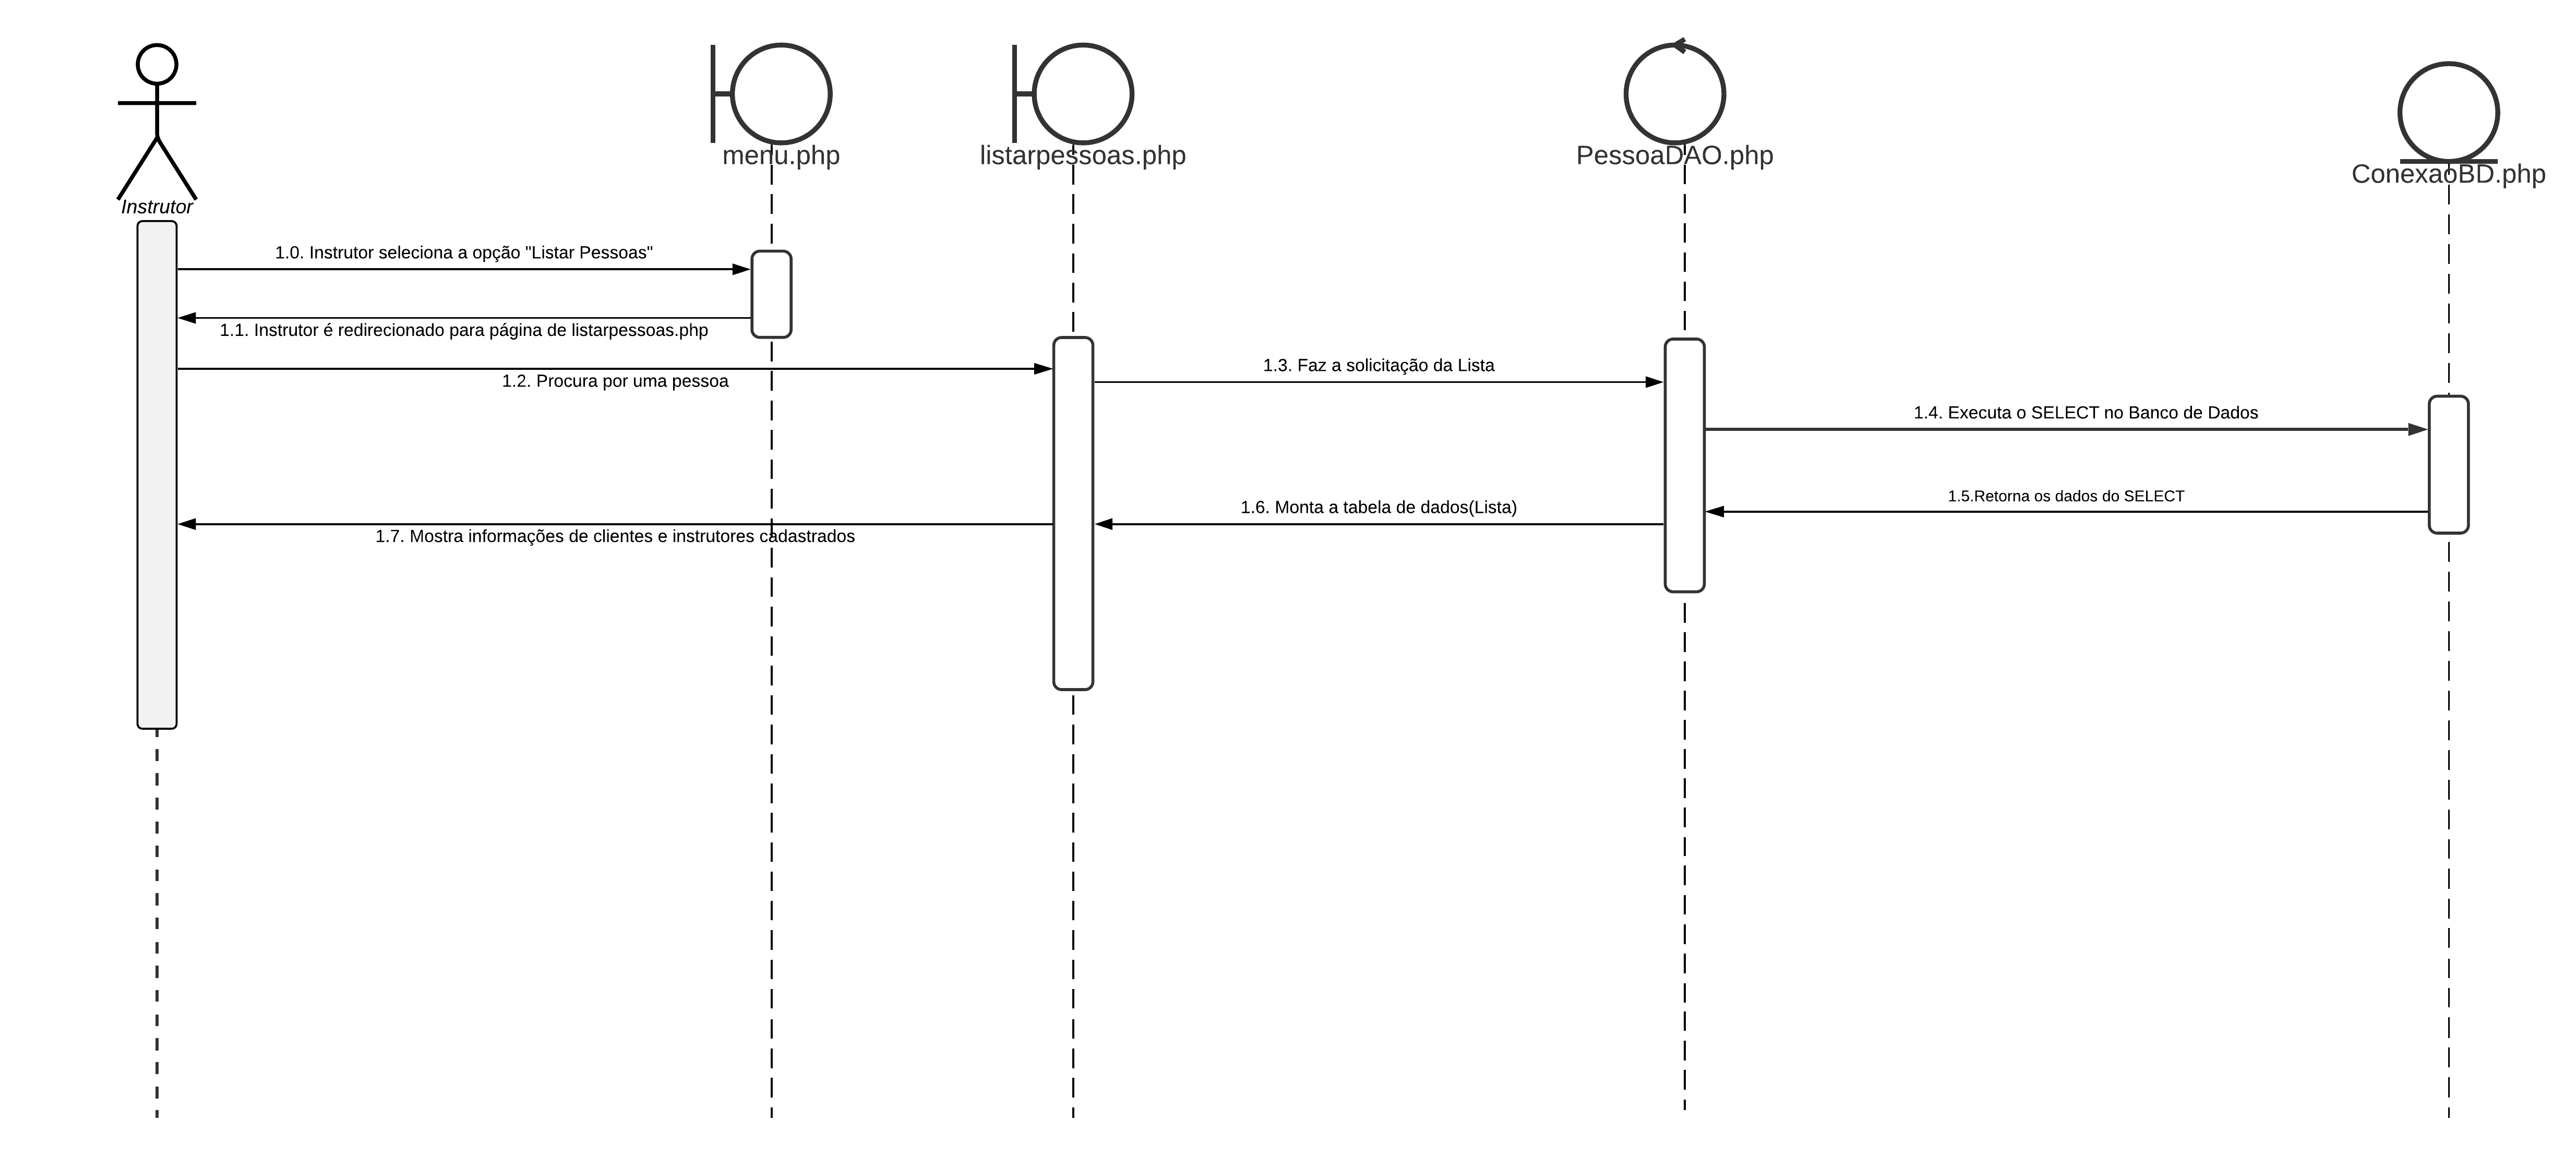 menu.php
listarpessoas.php
PessoaDAO.php
ConexaoBD.php
Instrutor
1.0. Instrutor seleciona a opção "Listar Pessoas"
1.1. Instrutor é redirecionado para página de listarpessoas.php
1.2. Procura por uma pessoa
1.3. Faz a solicitação da Lista
1.4. Executa o SELECT no Banco de Dados
1.5.Retorna os dados do SELECT
1.6. Monta a tabela de dados(Lista)
1.7. Mostra informações de clientes e instrutores cadastrados